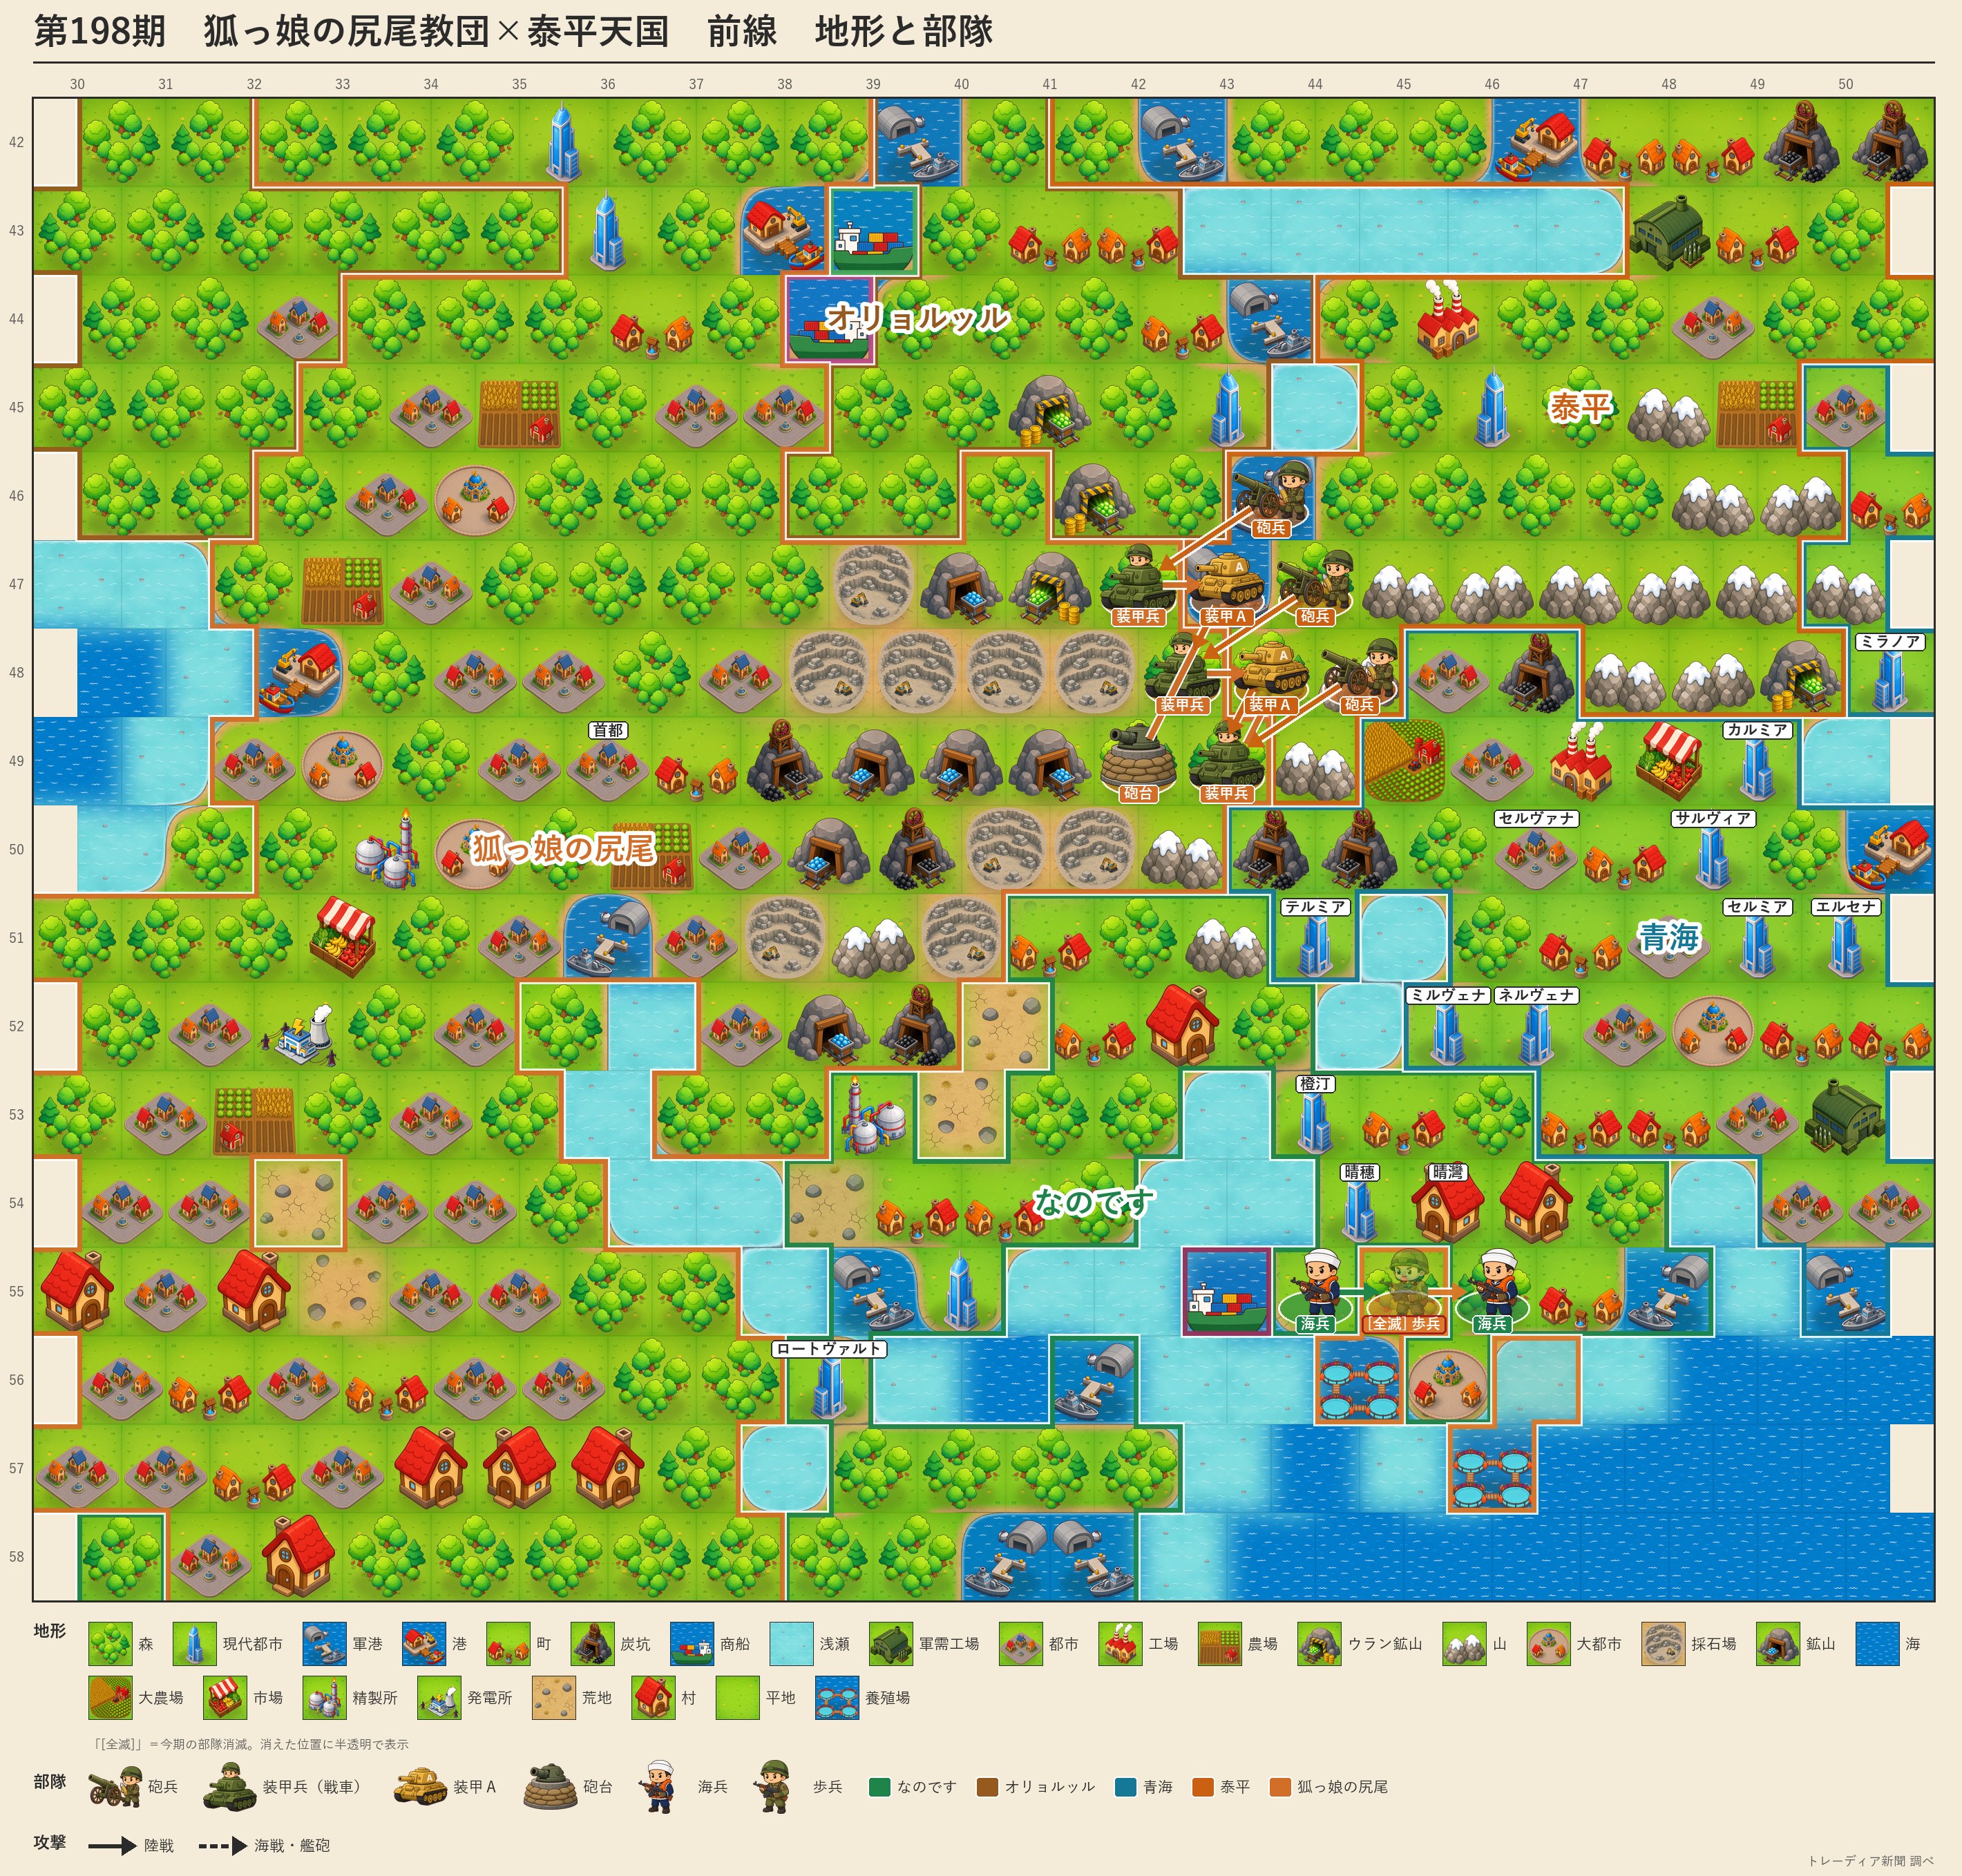 第198期　狐っ娘の尻尾教団×泰平天国　前線　地形と部隊
30 31 32 33 34 35 36 37 38 39 40 41 42 43 44 45 46 47 48 49 50
42
43
44
オリョルッル
45
泰平
46
砲兵
47
装甲兵 装甲A 砲兵
ミラノア
48
装甲兵 装甲A 砲兵
首都 カルミア
49
砲台 装甲兵
セルヴァナ サルヴィア
50
狐っ娘の尻尾
テルミア セルミア エルセナ
51
青海
ミルヴェナ ネルヴェナ
52
橙汀
53
晴穂 晴灣
54
なのです
55
海兵 [全滅] 歩兵 海兵
ロートヴァルト
56
57
58
地形 森 現代都市 軍港 港 町 炭坑 商船 浅瀬 軍需工場 都市 工場 農場 ウラン鉱山 山 大都市 採石場 鉱山 海
大農場 市場 精製所 発電所 荒地 村 平地 養殖場
「[全滅]」＝今期の部隊消滅。消えた位置に半透明で表示
部隊 砲兵 装甲兵（戦車） 装甲A 砲台 海兵 歩兵 なのです オリョルッル 青海 泰平 狐っ娘の尻尾
攻撃 陸戦 海戦・艦砲
トレーディア新聞 調べ